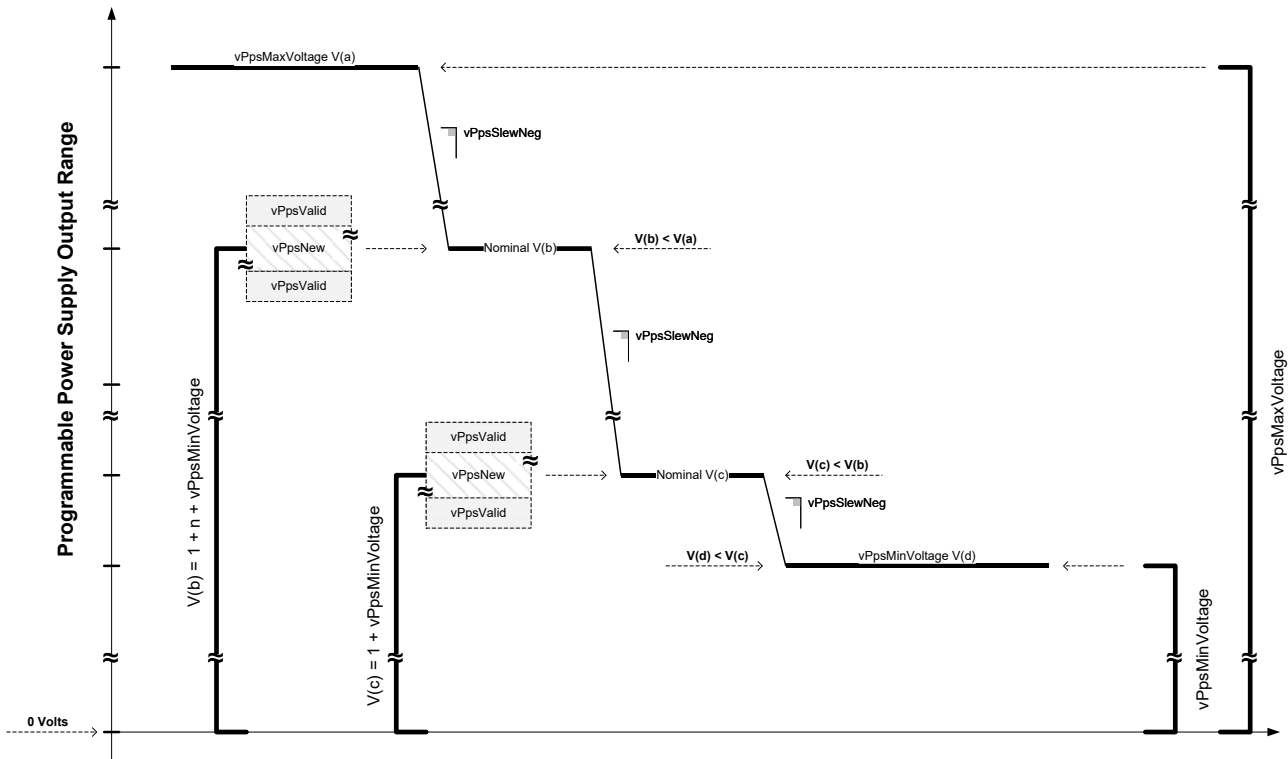 Programmable Power Supply Output Range
vPpsMaxVoltage V(a)
vPpsSlewNeg
vPpsValid
vPpsNew
vPpsValid
Nominal V(b)
V(b) < V(a)
vPpsSlewNeg
V(b) = 1 + n + vPpsMinVoltage
vPpsValid
vPpsNew
vPpsValid
Nominal V(c)
V(c) < V(b)
vPpsSlewNeg
V(c) = 1 + vPpsMinVoltage
V(d) < V(c)
vPpsMinVoltage V(d)
vPpsMinVoltage
vPpsMaxVoltage
0 Volts